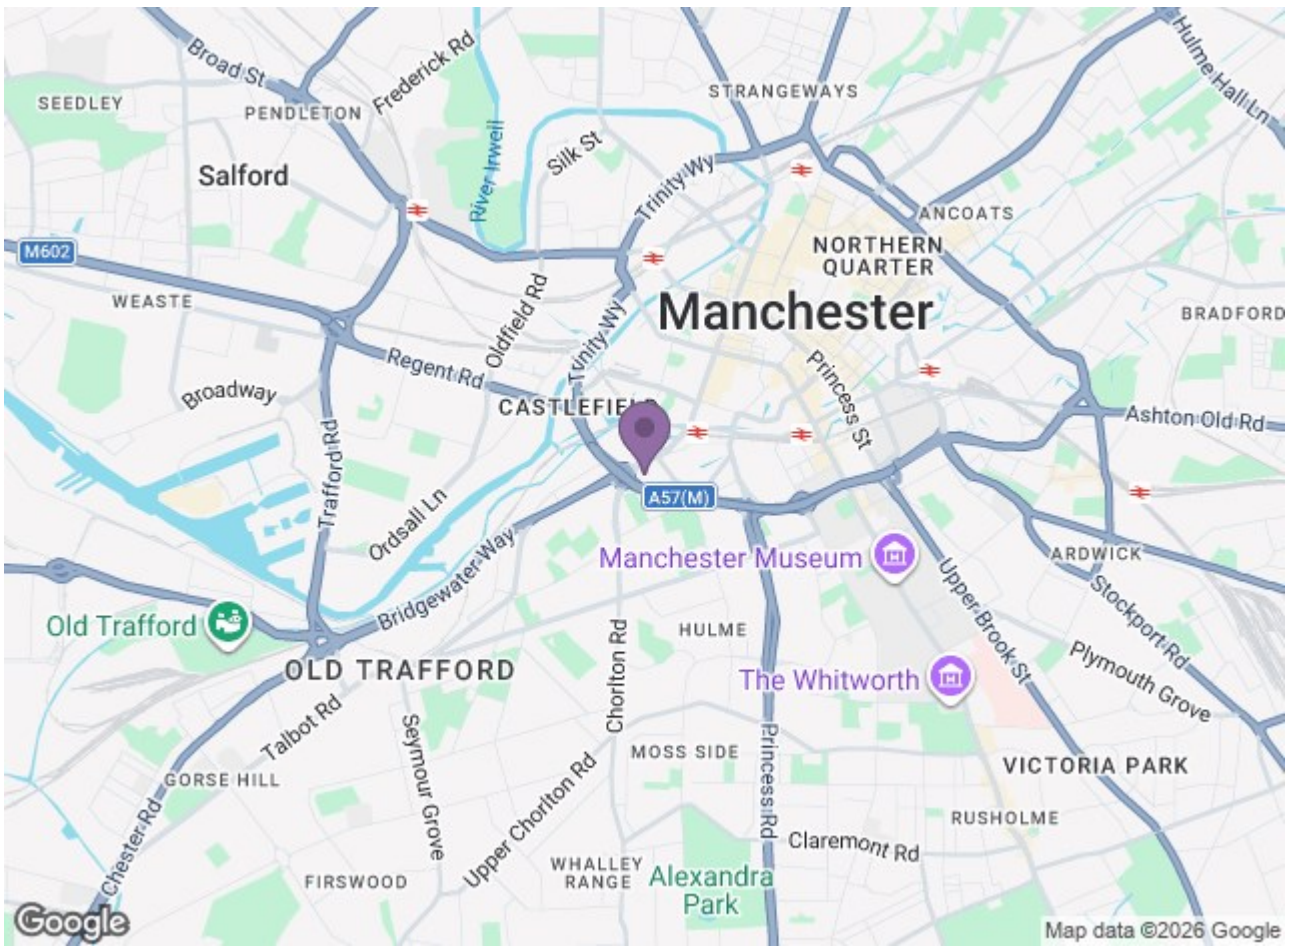 Broad St
Frederick Rd
Hulme Hall Ln
SEEDLEY
PENDLETON
STRANGEWAYS
River Irwell
Silk St
Salford
Trinity Wy
ANCOATS
NORTHERN
QUARTER
M602
WEASTE
Oldfield Rd
Trinity Wy
Manchester
BRADFORD
Regent Rd
Broadway
Princess St
CASTLEFIELD
Ashton Old Rd
Trafford Rd
Ordsall Ln
A57(M)
Bridgewater Way
Manchester Museum
ARDWICK
Upper Brook St
Stockport Rd
Old Trafford
HULME
OLD TRAFFORD
Chorlton Rd
The Whitworth
Plymouth Grove
Talbot Rd
Seymour Grove
MOSS SIDE
Princess Rd
VICTORIA PARK
GORSE HILL
Upper Chorlton Rd
RUSHOLME
Chester Rd
Claremont Rd
FIRSWOOD
WHALLEY
RANGE
Alexandra
Park
Google
Map data ©2026 Google